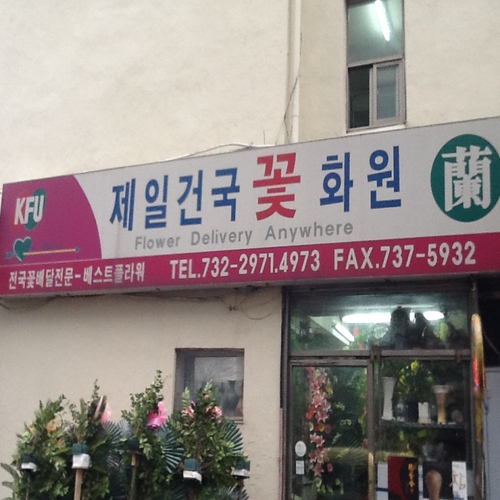 KFU
제일건국꽃화원
蘭
Flower Delivery Anywhere
전국꽃배달전문-베스트플라워
TEL.732-2971.4973 FAX.737-5932